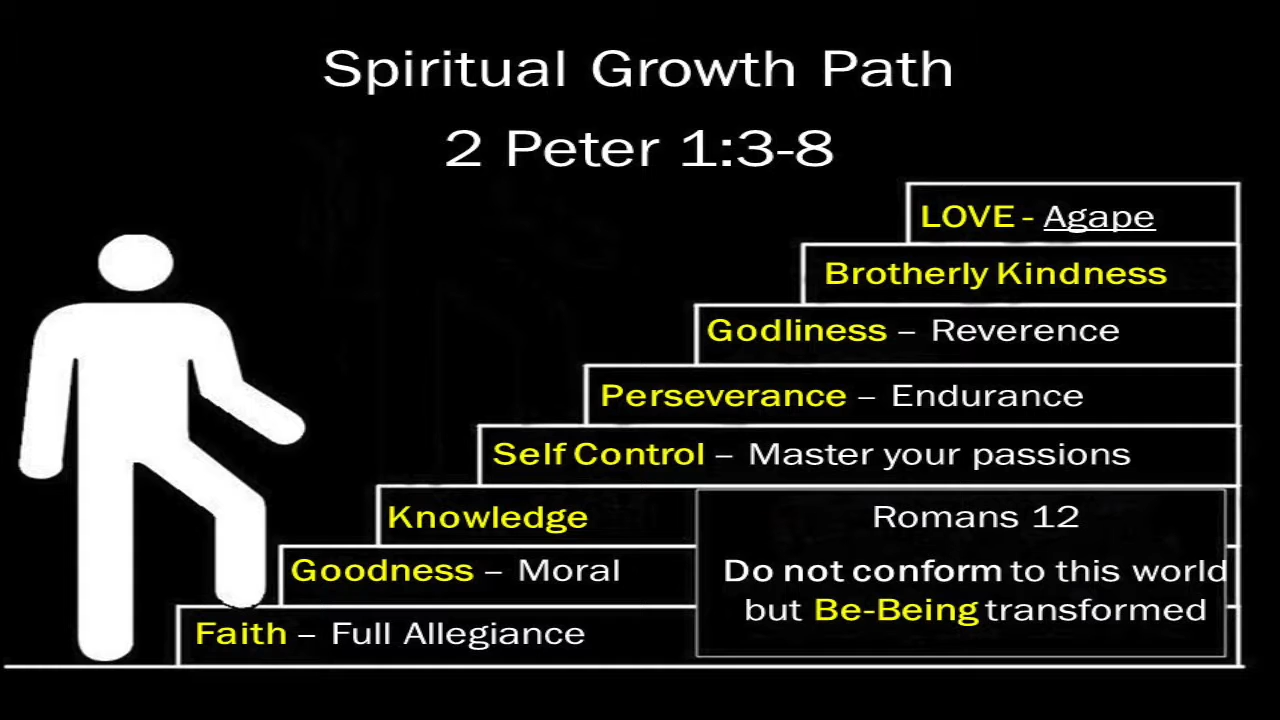 Spiritual Growth Path
2 Peter 1:3-8
LOVE - Agape
Brotherly Kindness
Godliness – Reverence
Perseverance – Endurance
Self Control – Master your passions
Knowledge
Goodness – Moral
Faith – Full Allegiance
Romans 12
Do not conform to this world
but Be-Being transformed